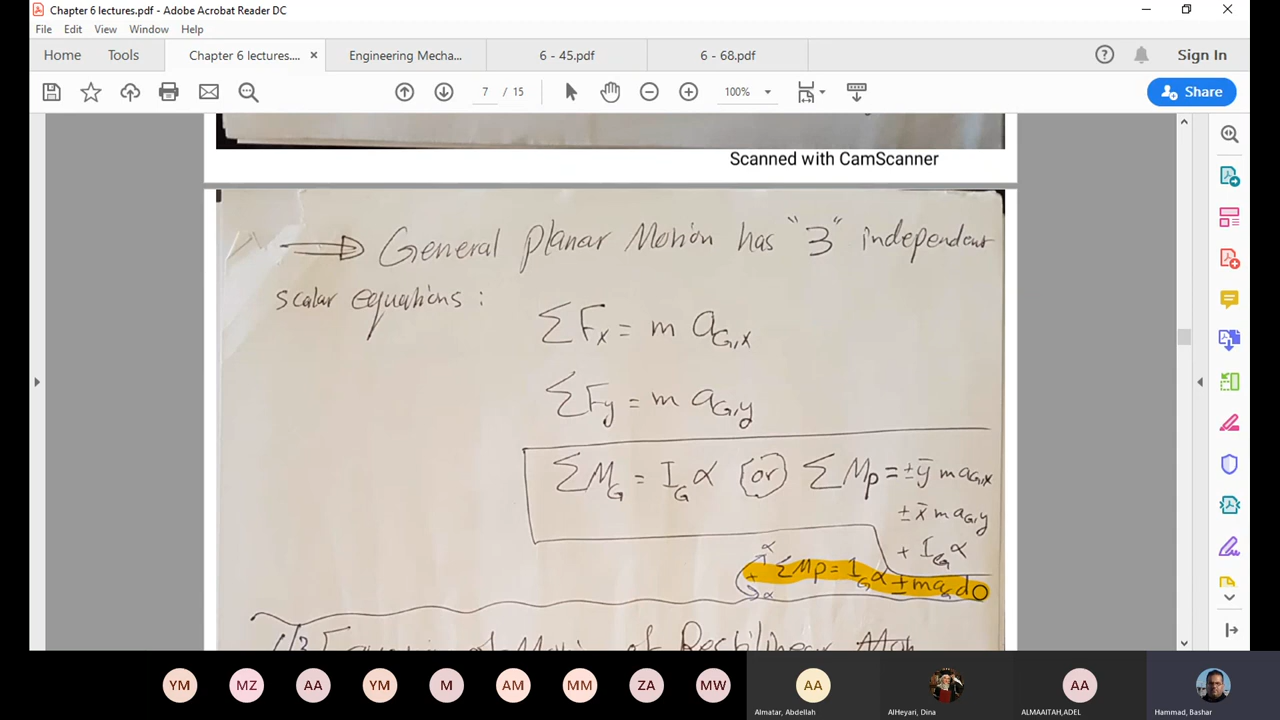 Chapter 6 lectures.pdf - Adobe Acrobat Reader DC
File Edit View Window Help
Home Tools Chapter 6 lectures.... × Engineering Mecha... 6 - 45.pdf 6 - 68.pdf Sign In
7 / 15 100% Share
Scanned with CamScanner
⇒ General planar Motion has "3" independent
scalar equations :
ΣFx = m aG,x
ΣFy = m aG,y
ΣMG = IG α (or) ΣMp = ±ȳ m aG,x
±x̄ m aG,y
+ IG α
α
+ ΣMp = IG α ± m aG d
α
of Rectilinear
YM MZ AA YM M AM MM ZA MW AA AA
Almatar, Abdellah AlHeyari, Dina ALMAAITAH,ADEL Hammad, Bashar